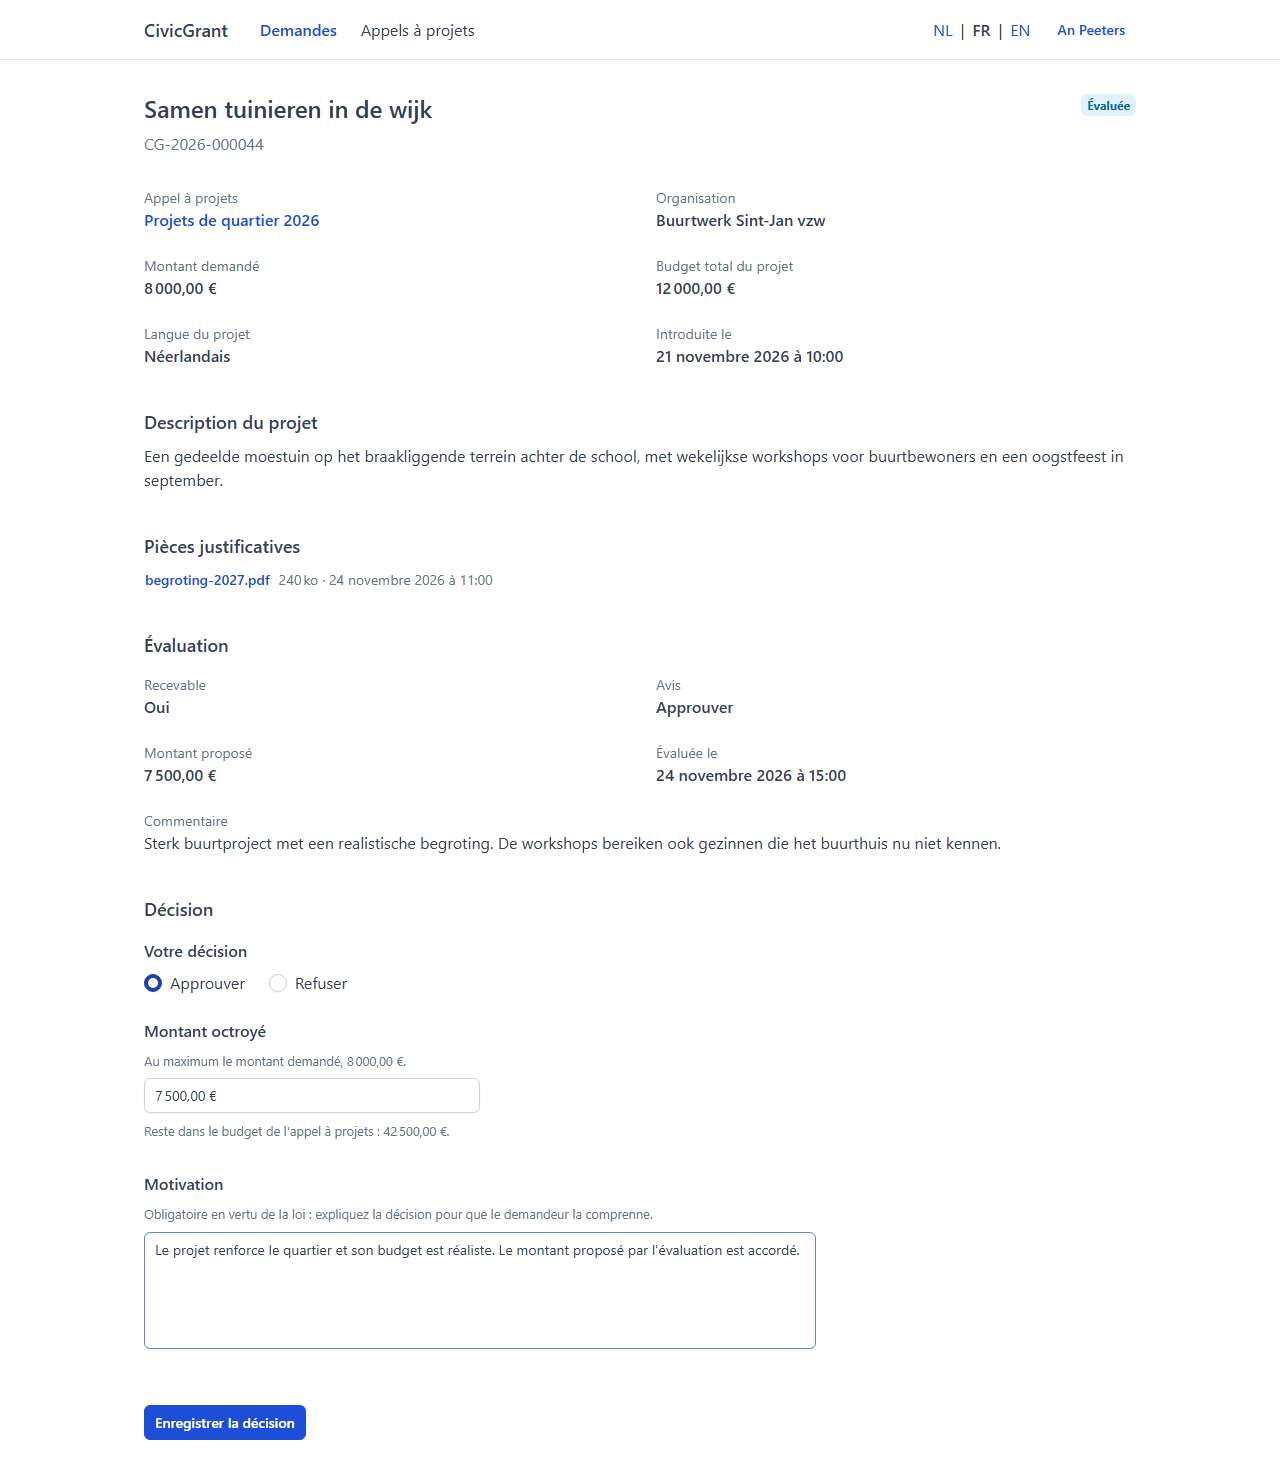 CivicGrant
Demandes
Appels à projets
NL | FR | EN
An Peeters
Samen tuinieren in de wijk
Évaluée
CG-2026-000044
Appel à projets
Projets de quartier 2026
Organisation
Buurtwerk Sint-Jan vzw
Montant demandé
8 000,00 €
Budget total du projet
12 000,00 €
Langue du projet
Néerlandais
Introduite le
21 novembre 2026 à 10:00
Description du projet
Een gedeelde moestuin op het braakliggende terrein achter de school, met wekelijkse workshops voor buurtbewoners en een oogstfeest in
september.
Pièces justificatives
begroting-2027.pdf 240 ko · 24 novembre 2026 à 11:00
Évaluation
Recevable
Oui
Avis
Approuver
Montant proposé
7 500,00 €
Évaluée le
24 novembre 2026 à 15:00
Commentaire
Sterk buurtproject met een realistische begroting. De workshops bereiken ook gezinnen die het buurthuis nu niet kennen.
Décision
Votre décision
Approuver
Refuser
Montant octroyé
Au maximum le montant demandé, 8 000,00 €.
7 500,00 €
Reste dans le budget de l'appel à projets : 42 500,00 €.
Motivation
Obligatoire en vertu de la loi : expliquez la décision pour que le demandeur la comprenne.
Le projet renforce le quartier et son budget est réaliste. Le montant proposé par l'évaluation est accordé.
Enregistrer la décision